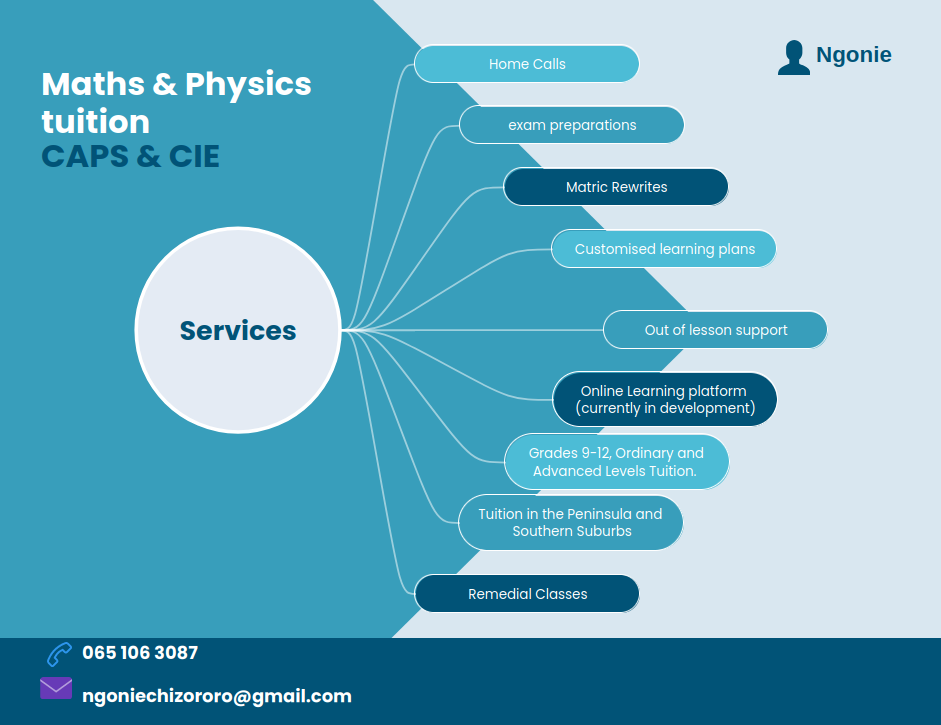 Maths & Physics
tuition
CAPS & CIE
Ngonie
Services
Home Calls
exam preparations
Matric Rewrites
Customised learning plans
Out of lesson support
Online Learning platform
(currently in development)
Grades 9-12, Ordinary and
Advanced Levels Tuition.
Tuition in the Peninsula and
Southern Suburbs
Remedial Classes
065 106 3087
ngoniechizororo@gmail.com